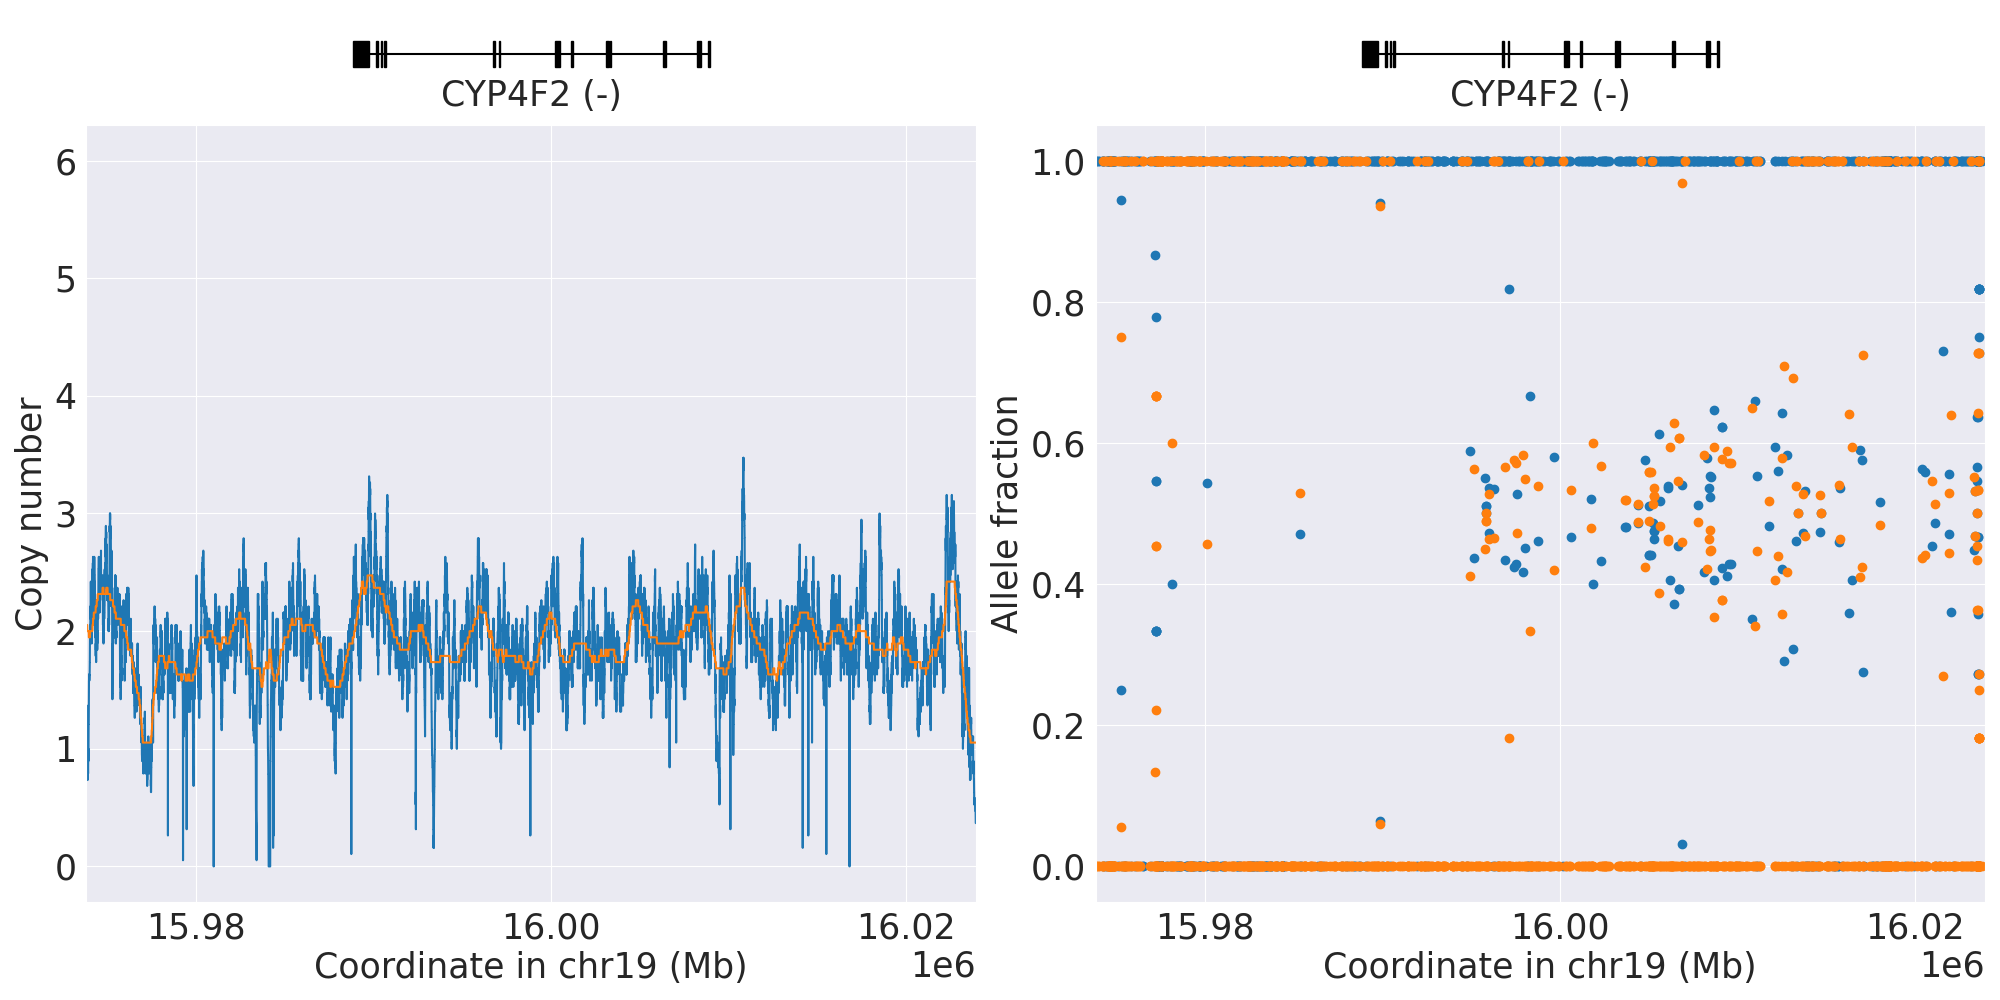 CYP4F2 (-)
6
5
4
3
2
1
0
Copy number
15.98
16.00
16.02
Coordinate in chr19 (Mb)
1e6
CYP4F2 (-)
1.0
0.8
0.6
0.4
0.2
0.0
Allele fraction
15.98
16.00
16.02
Coordinate in chr19 (Mb)
1e6